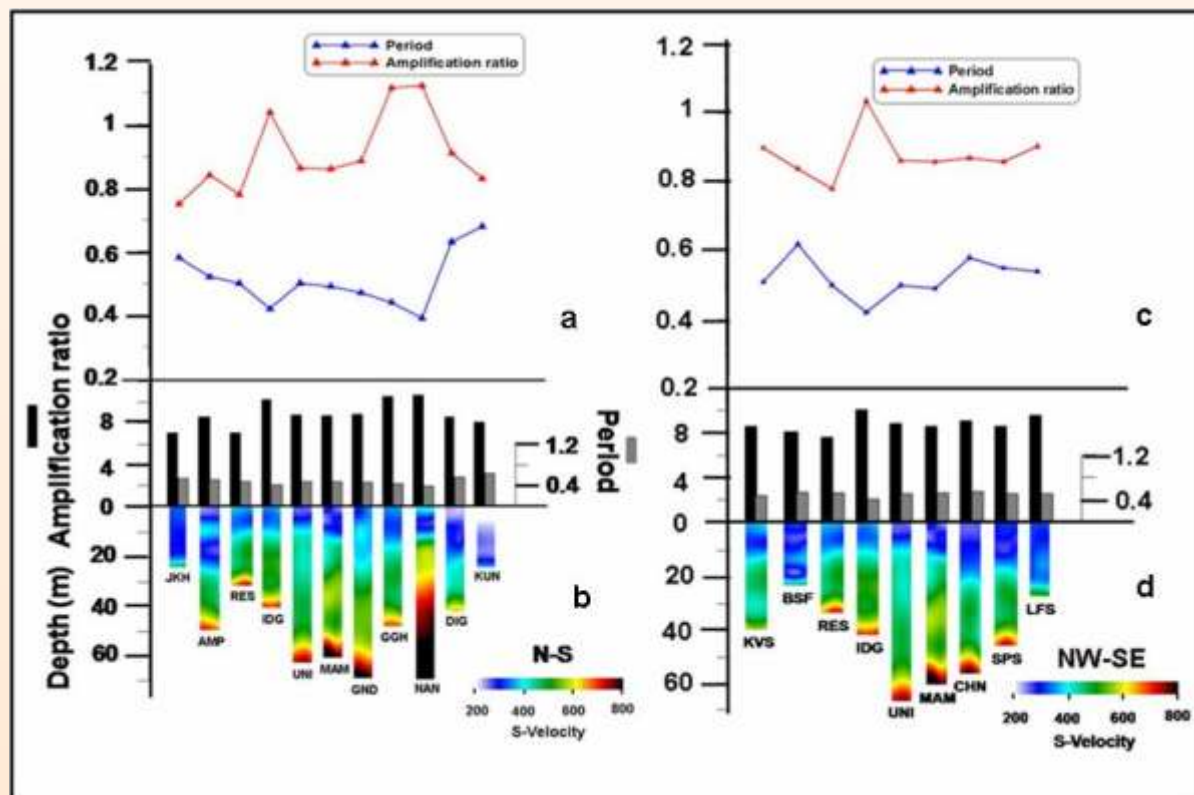 Period
Amplification ratio
1.2
1
0.8
0.6
0.4
0.2
a
Depth (m) Amplification ratio
8
4
0
20
40
60
Period
1.2
0.4
JKH
AMP
RES
IDG
UNI
MAM
GND
GGH
NAN
DIG
KUN
b
N-S
200 400 600 800
S-Velocity
Period
Amplification ratio
1.2
1
0.8
0.6
0.4
0.2
c
8
4
0
20
40
60
1.2
0.4
KVS
BSF
RES
IDG
UNI
MAM
CHN
SPS
LFS
d
NW-SE
200 400 600 800
S-Velocity